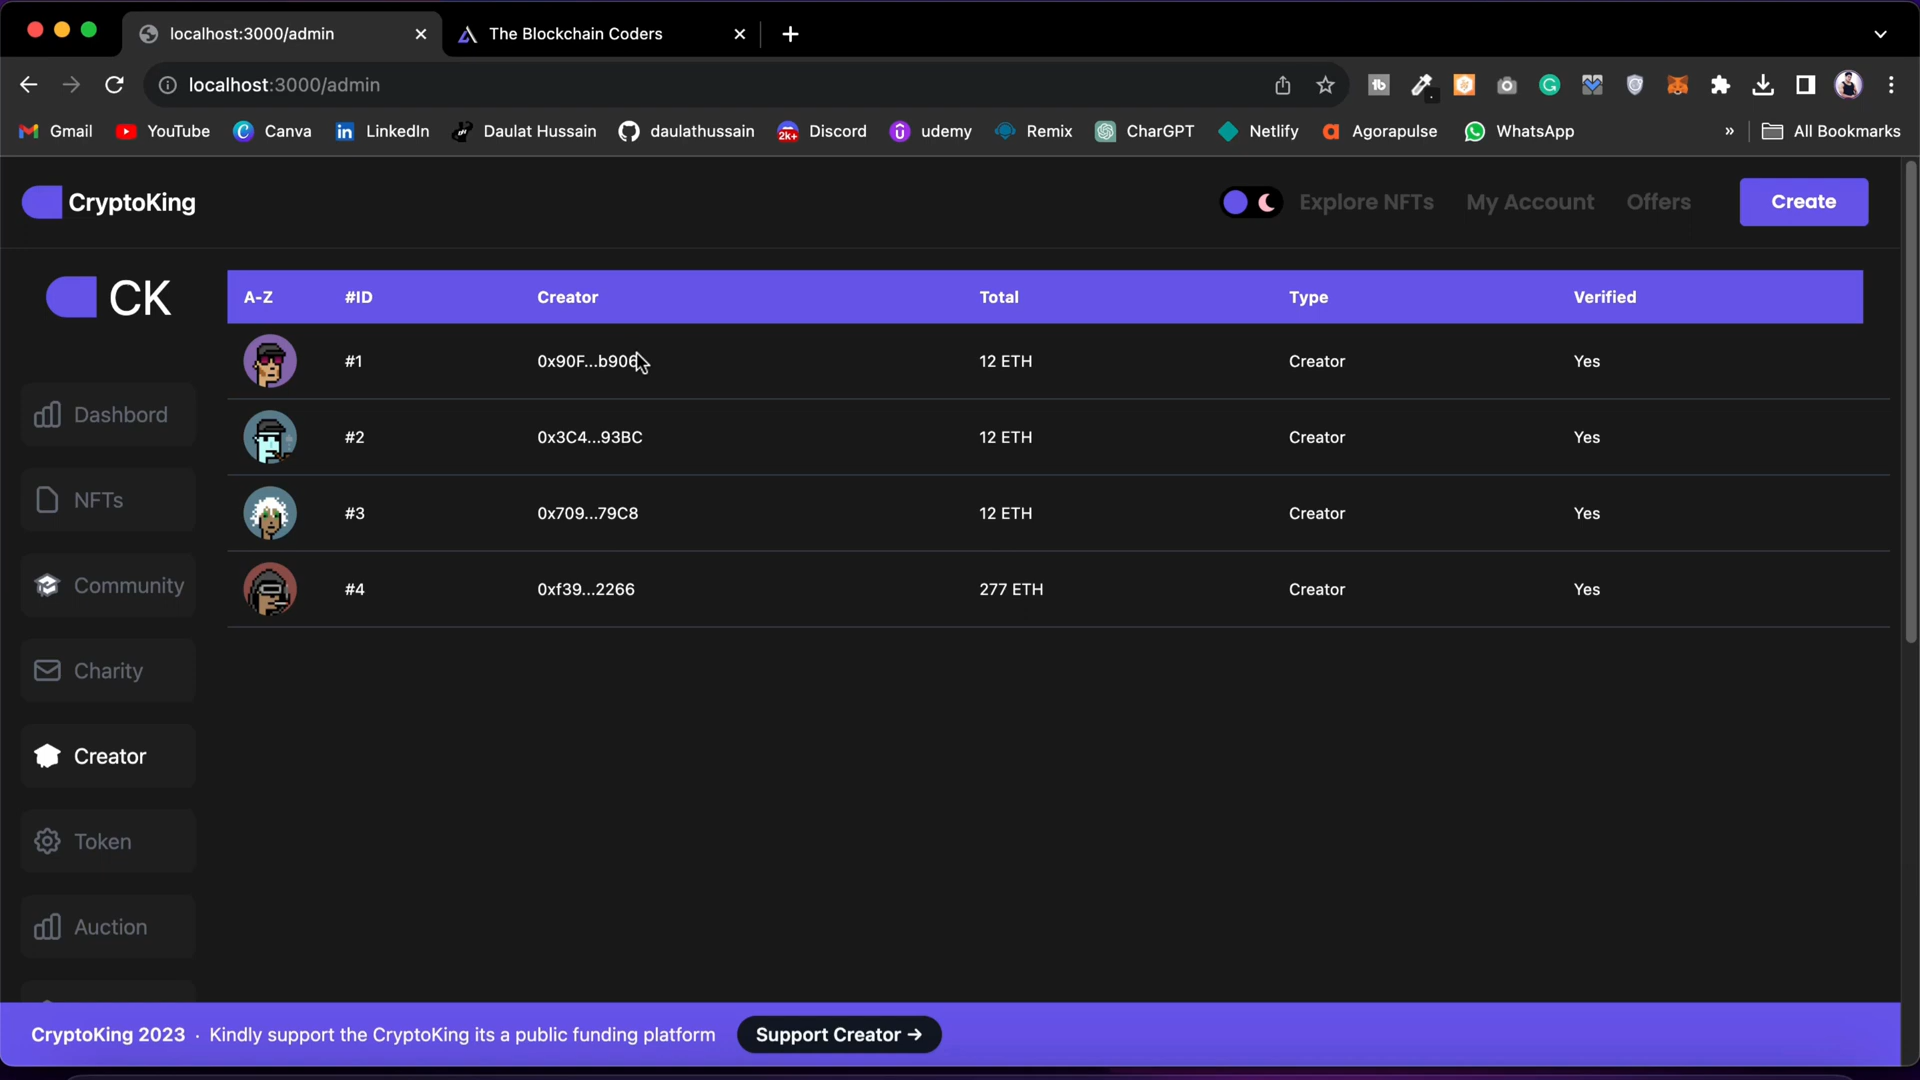 localhost:3000/admin
The Blockchain Coders
localhost:3000/admin
Gmail YouTube Canva LinkedIn Daulat Hussain daulathussain Discord udemy Remix CharGPT Netlify Agorapulse WhatsApp » All Bookmarks
CryptoKing
Explore NFTs My Account Offers Create
CK
Dashbord
NFTs
Community
Charity
Creator
Token
Auction
A-Z #ID Creator Total Type Verified
#1 0x90F...b906 12 ETH Creator Yes
#2 0x3C4...93BC 12 ETH Creator Yes
#3 0x709...79C8 12 ETH Creator Yes
#4 0xf39...2266 277 ETH Creator Yes
CryptoKing 2023 · Kindly support the CryptoKing its a public funding platform Support Creator →